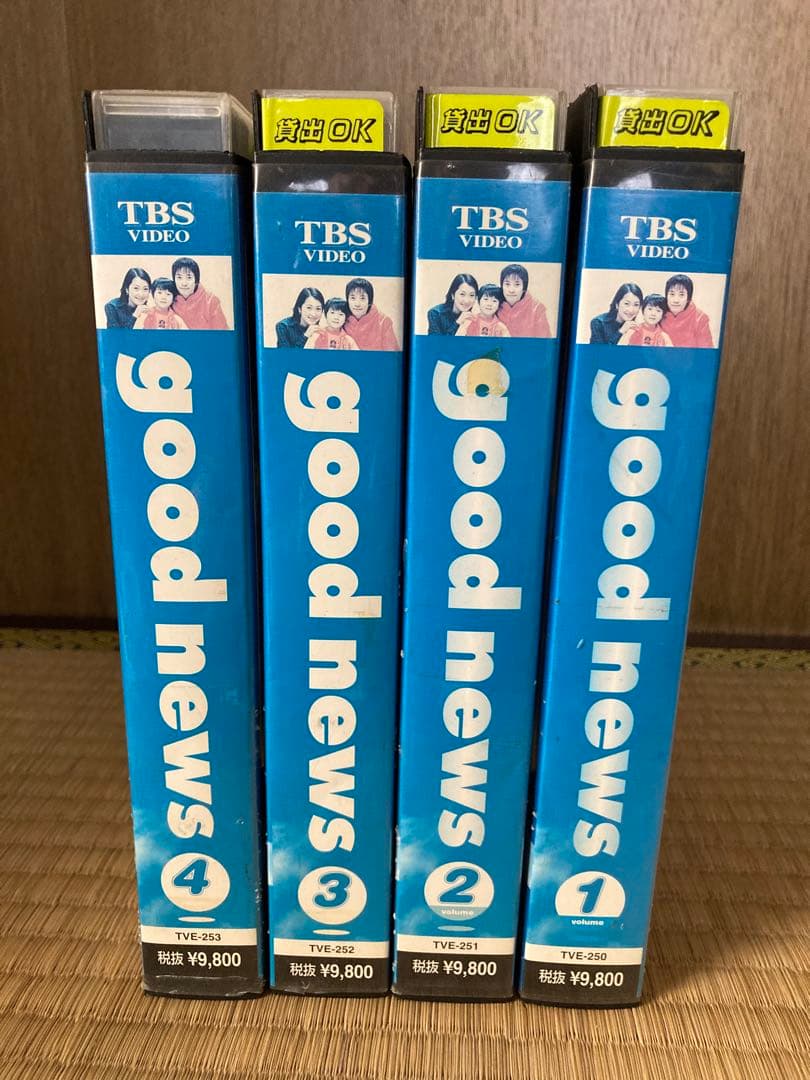 TBS
VIDEO
good news
4
TVE-253
税抜 ¥9,800
貸出OK
TBS
VIDEO
good news
3
TVE-252
税抜 ¥9,800
貸出OK
TBS
VIDEO
good news
2
volume
TVE-251
税抜 ¥9,800
貸出OK
TBS
VIDEO
good news
1
volume
TVE-250
税抜 ¥9,800